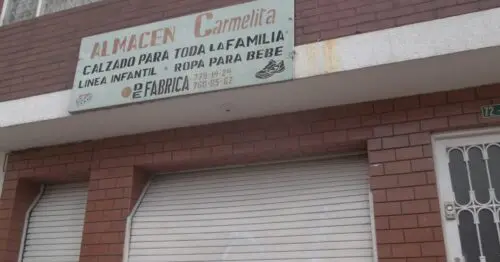 ALMACEN Carmelita
CALZADO PARA TODA LA FAMILIA
LINEA INFANTIL - ROPA PARA BEBE
DE FABRICA